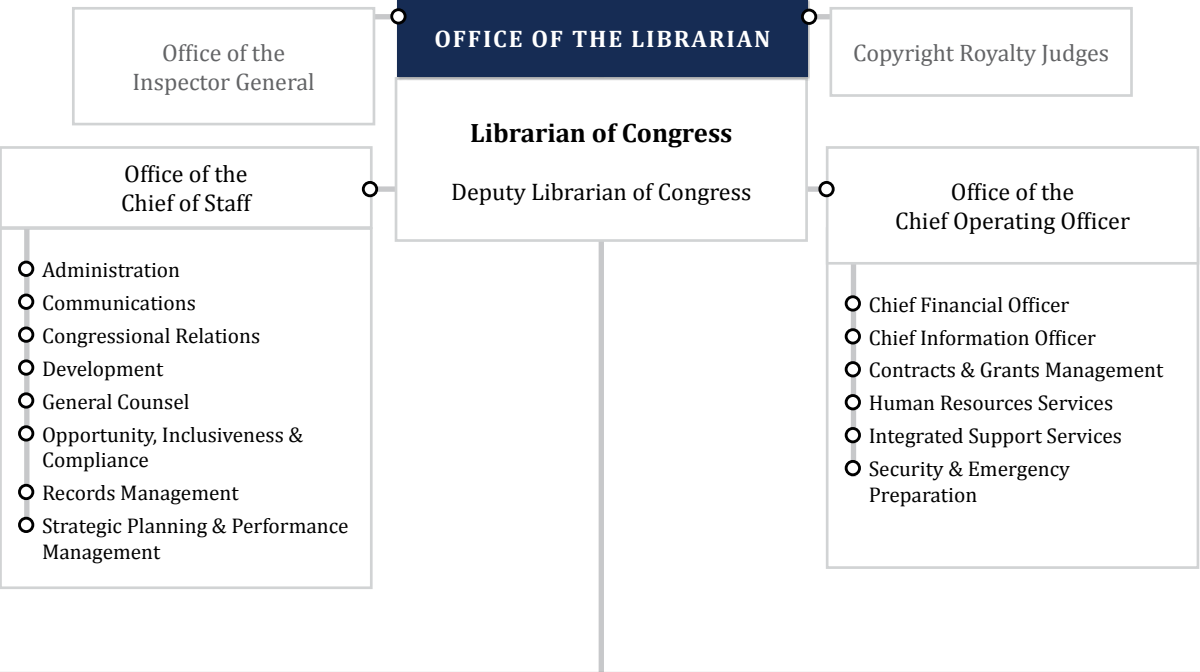 Office of the
Inspector General
OFFICE OF THE LIBRARIAN
Copyright Royalty Judges
Librarian of Congress
Deputy Librarian of Congress
Office of the
Chief of Staff
Administration
Communications
Congressional Relations
Development
General Counsel
Opportunity, Inclusiveness &
Compliance
Records Management
Strategic Planning & Performance
Management
Office of the
Chief Operating Officer
Chief Financial Officer
Chief Information Officer
Contracts & Grants Management
Human Resources Services
Integrated Support Services
Security & Emergency
Preparation